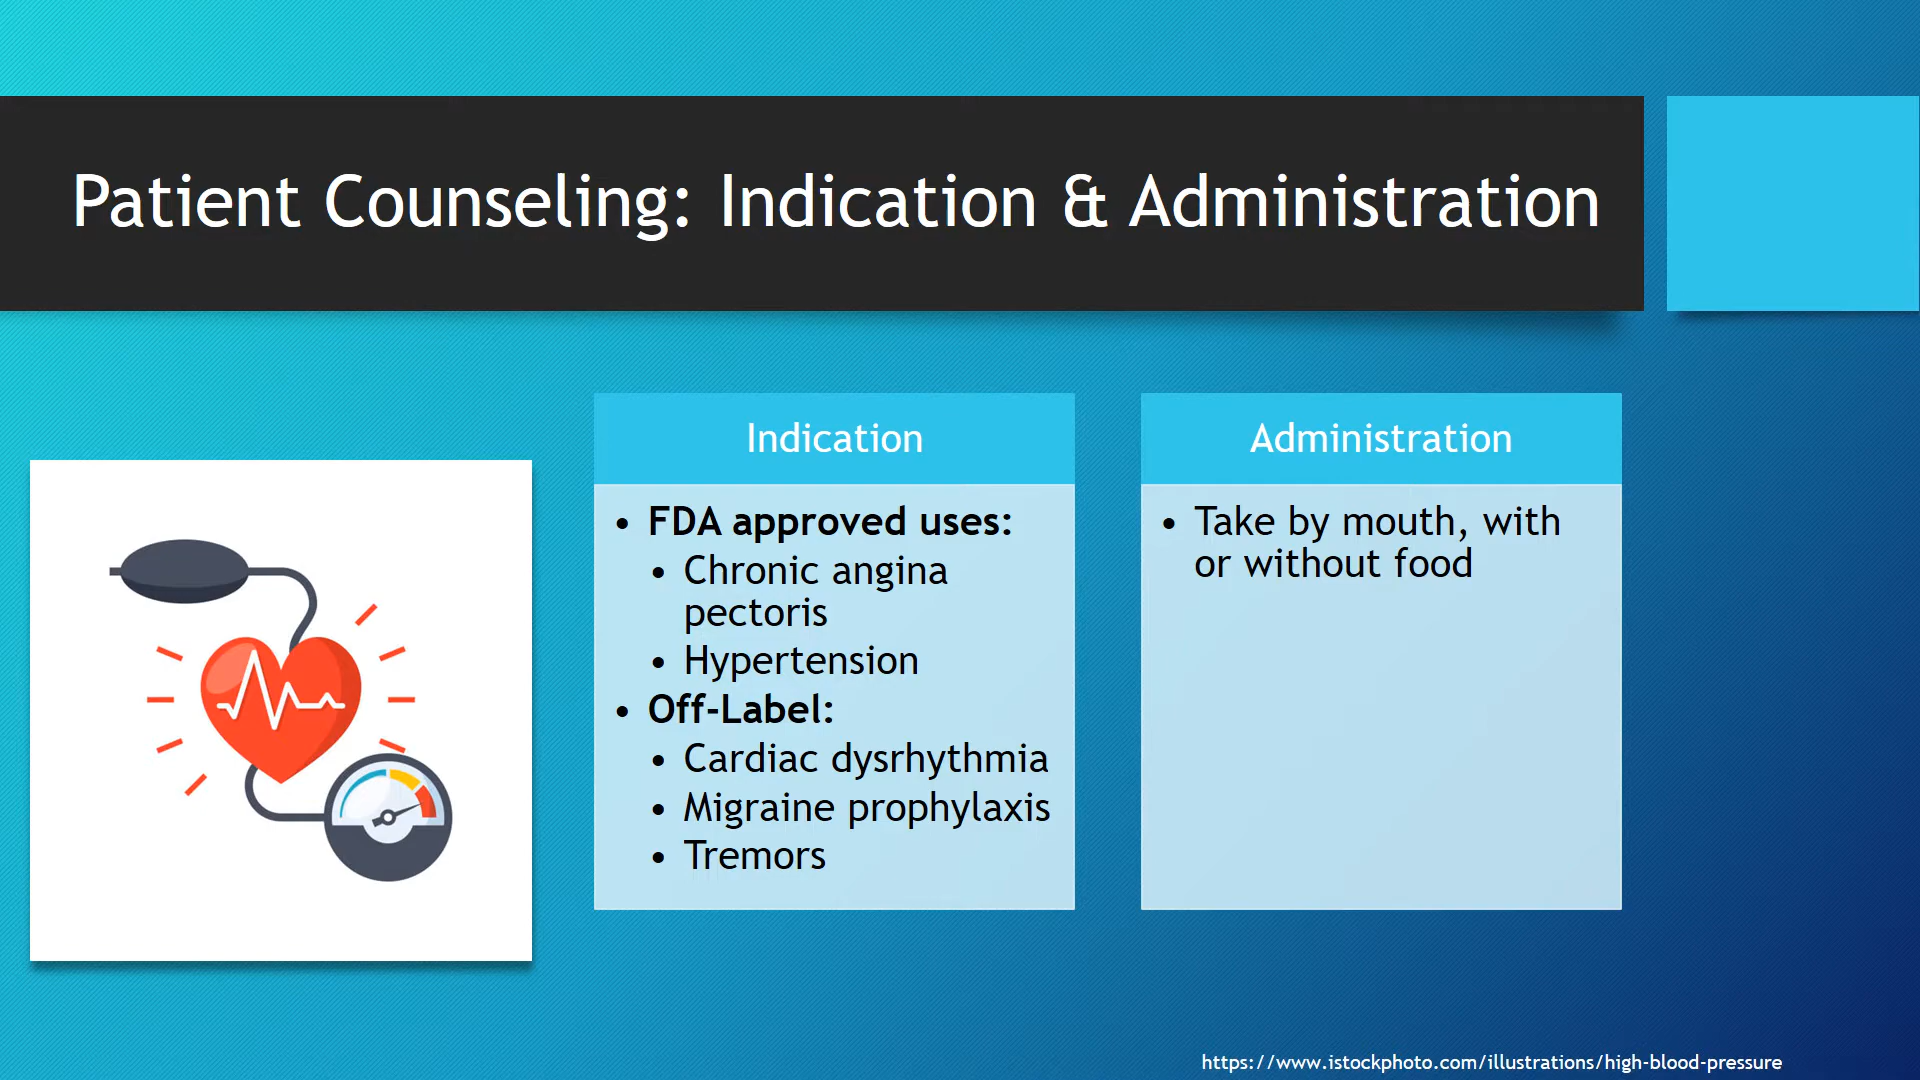 Patient Counseling: Indication & Administration
Indication
• FDA approved uses:
• Chronic angina
pectoris
• Hypertension
• Off-Label:
• Cardiac dysrhythmia
• Migraine prophylaxis
• Tremors
Administration
• Take by mouth, with
or without food
https://www.istockphoto.com/illustrations/high-blood-pressure